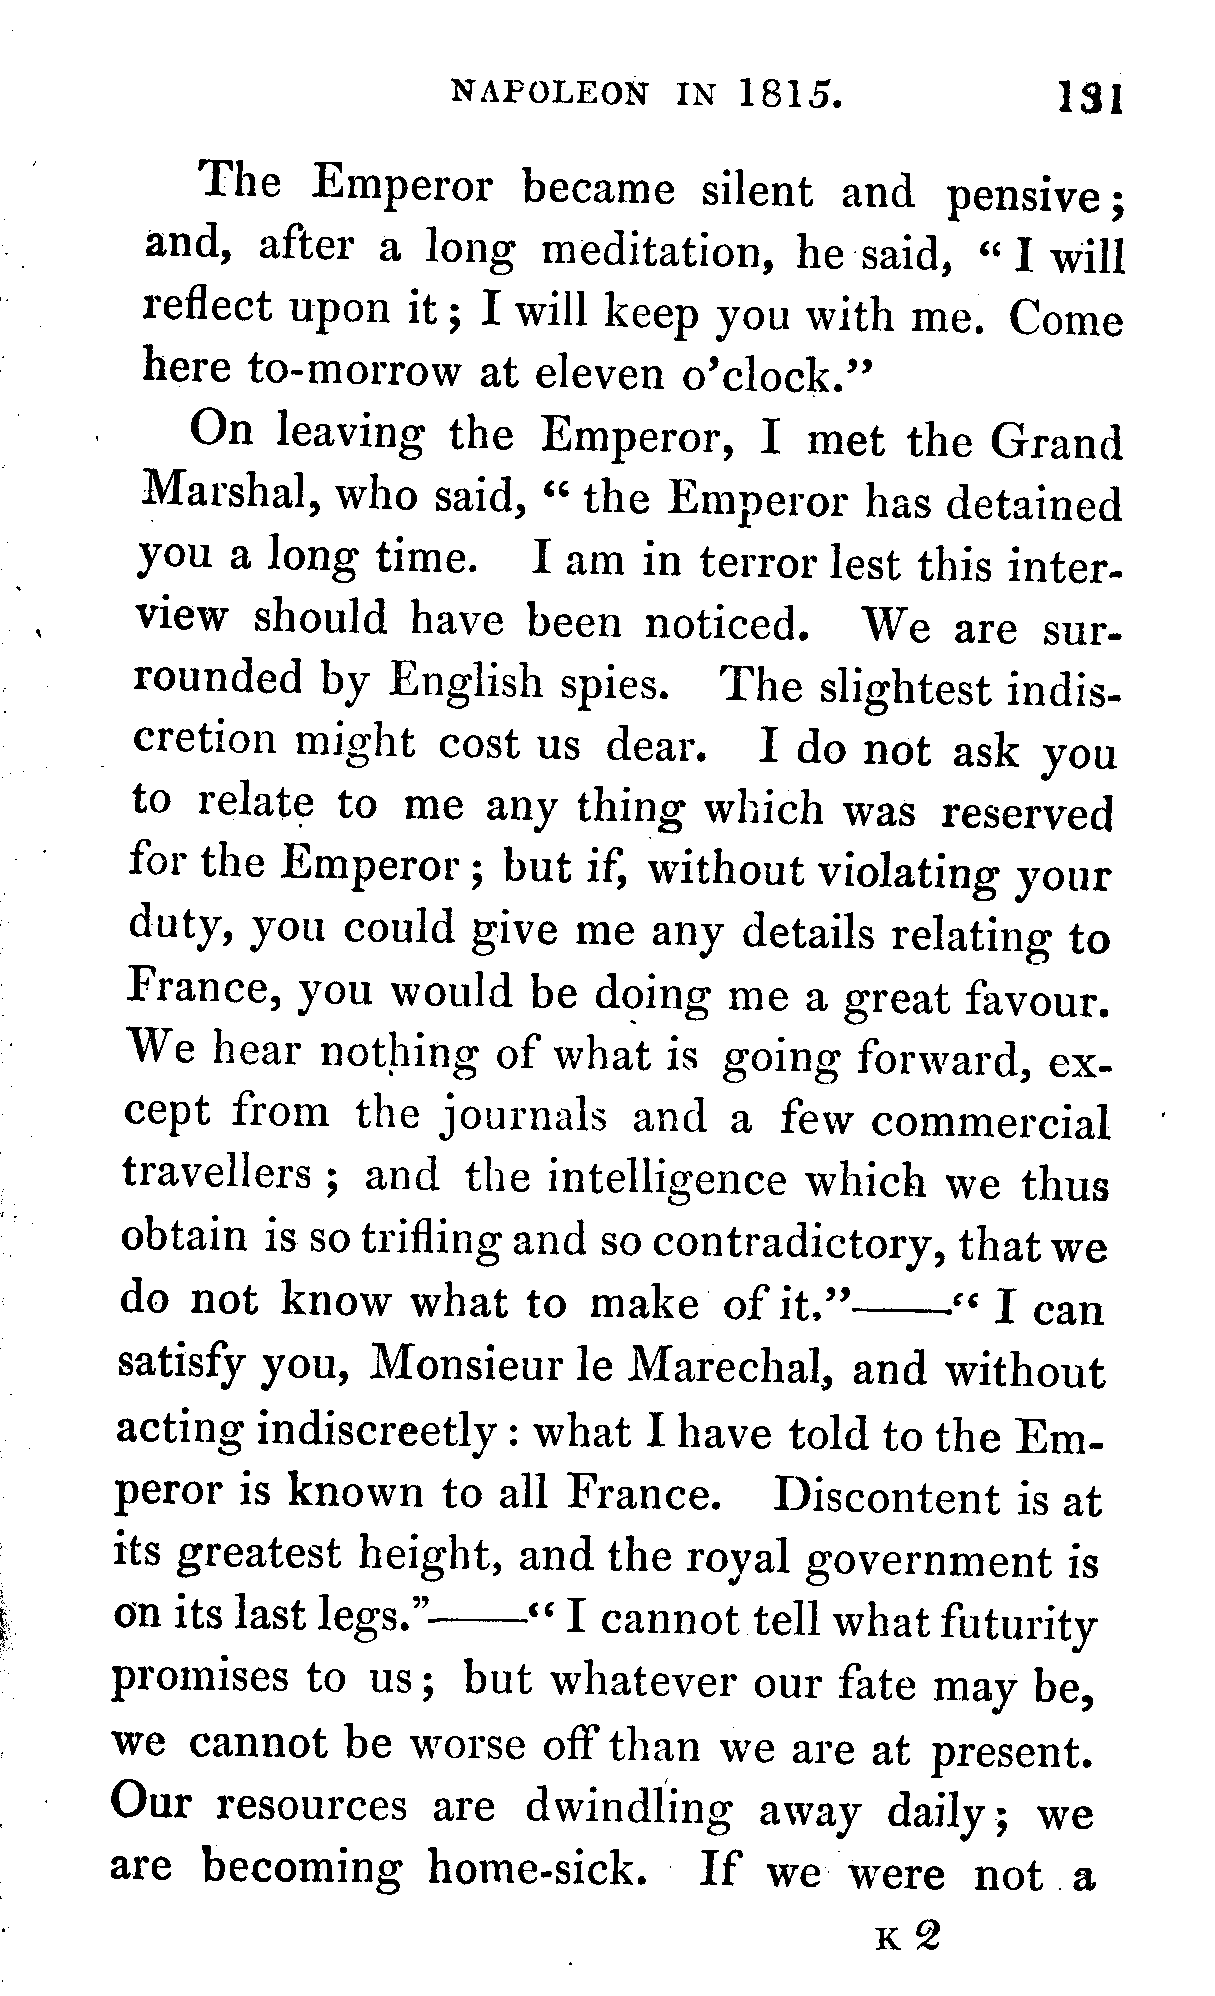 NAPOLEON IN 1815. 131
The Emperor became silent and pensive;
and, after a long meditation, he said, “ I will
reflect upon it; I will keep you with me. Come
here to-morrow at eleven o’clock.”
On leaving the Emperor, I met the Grand
Marshal, who said, “ the Emperor has detained
you a long time. I am in terror lest this inter-
view should have been noticed. We are sur-
rounded by English spies. The slightest indis-
cretion might cost us dear. I do not ask you
to relate to me any thing which was reserved
for the Emperor; but if, without violating your
duty, you could give me any details relating to
France, you would be doing me a great favour.
We hear nothing of what is going forward, ex-
cept from the journals and a few commercial
travellers; and the intelligence which we thus
obtain is so trifling and so contradictory, that we
do not know what to make of it.”——“ I can
satisfy you, Monsieur le Marechal, and without
acting indiscreetly: what I have told to the Em-
peror is known to all France. Discontent is at
its greatest height, and the royal government is
on its last legs.”——“ I cannot tell what futurity
promises to us; but whatever our fate may be,
we cannot be worse off than we are at present.
Our resources are dwindling away daily; we
are becoming home-sick. If we were not a
K 2